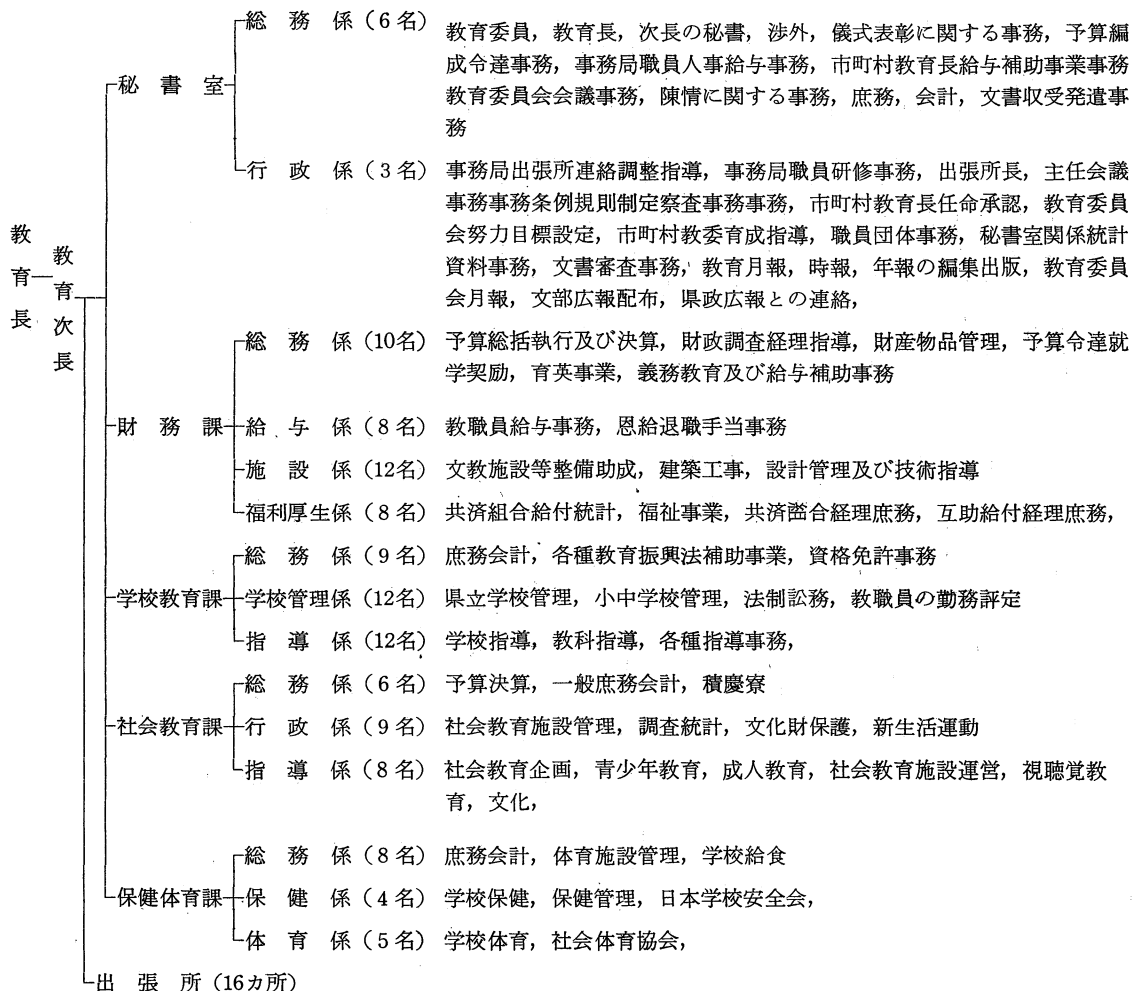 総務係（6名） 教育委員，教育長，次長の秘書，渉外，儀式表彰に関する事務，予算編
成令達事務，事務局職員人事給与事務，市町村教育長給与補助事業事務
教育委員会会議事務，陳情に関する事務，庶務，会計，文書収受発遣事
務
秘書室
行政係（3名） 事務局出張所連絡調整指導，事務局職員研修事務，出張所長，主任会議
事務事務条例規則制定察査事務事務，市町村教育長任命承認，教育委員
会努力目標設定，市町村教委育成指導，職員団体事務，秘書室関係統計
資料事務，文書審査事務，教育月報，時報，年報の編集出版，教育委員
会月報，文部広報配布，県政広報との連絡，
教育長
教育次長
総務係（10名） 予算総括執行及び決算，財政調査経理指導，財産物品管理，予算令達就
学奨励，育英事業，義務教育及び給与補助事務
財務課 給与係（8名） 教職員給与事務，恩給退職手当事務
施設係（12名） 文教施設等整備助成，建築工事，設計管理及び技術指導
福利厚生係（8名） 共済組合給付統計，福祉事業，共済合経理庶務，互助給付経理庶務，
総務係（9名） 庶務会計，各種教育振興法補助事業，資格免許事務
学校教育課 学校管理係（12名） 県立学校管理，小中学校管理，法制訟務，教職員の勤務評定
指導係（12名） 学校指導，教科指導，各種指導事務，
総務係（6名） 予算決算，一般庶務会計，積慶寮
社会教育課 行政係（9名） 社会教育施設管理，調査統計，文化財保護，新生活運動
指導係（8名） 社会教育企画，青少年教育，成人教育，社会教育施設運営，視聴覚教
育，文化，
総務係（8名） 庶務会計，体育施設管理，学校給食
保健体育課 保健係（4名） 学校保健，保健管理，日本学校安全会，
体育係（5名） 学校体育，社会体育協会，
出張所（16カ所）